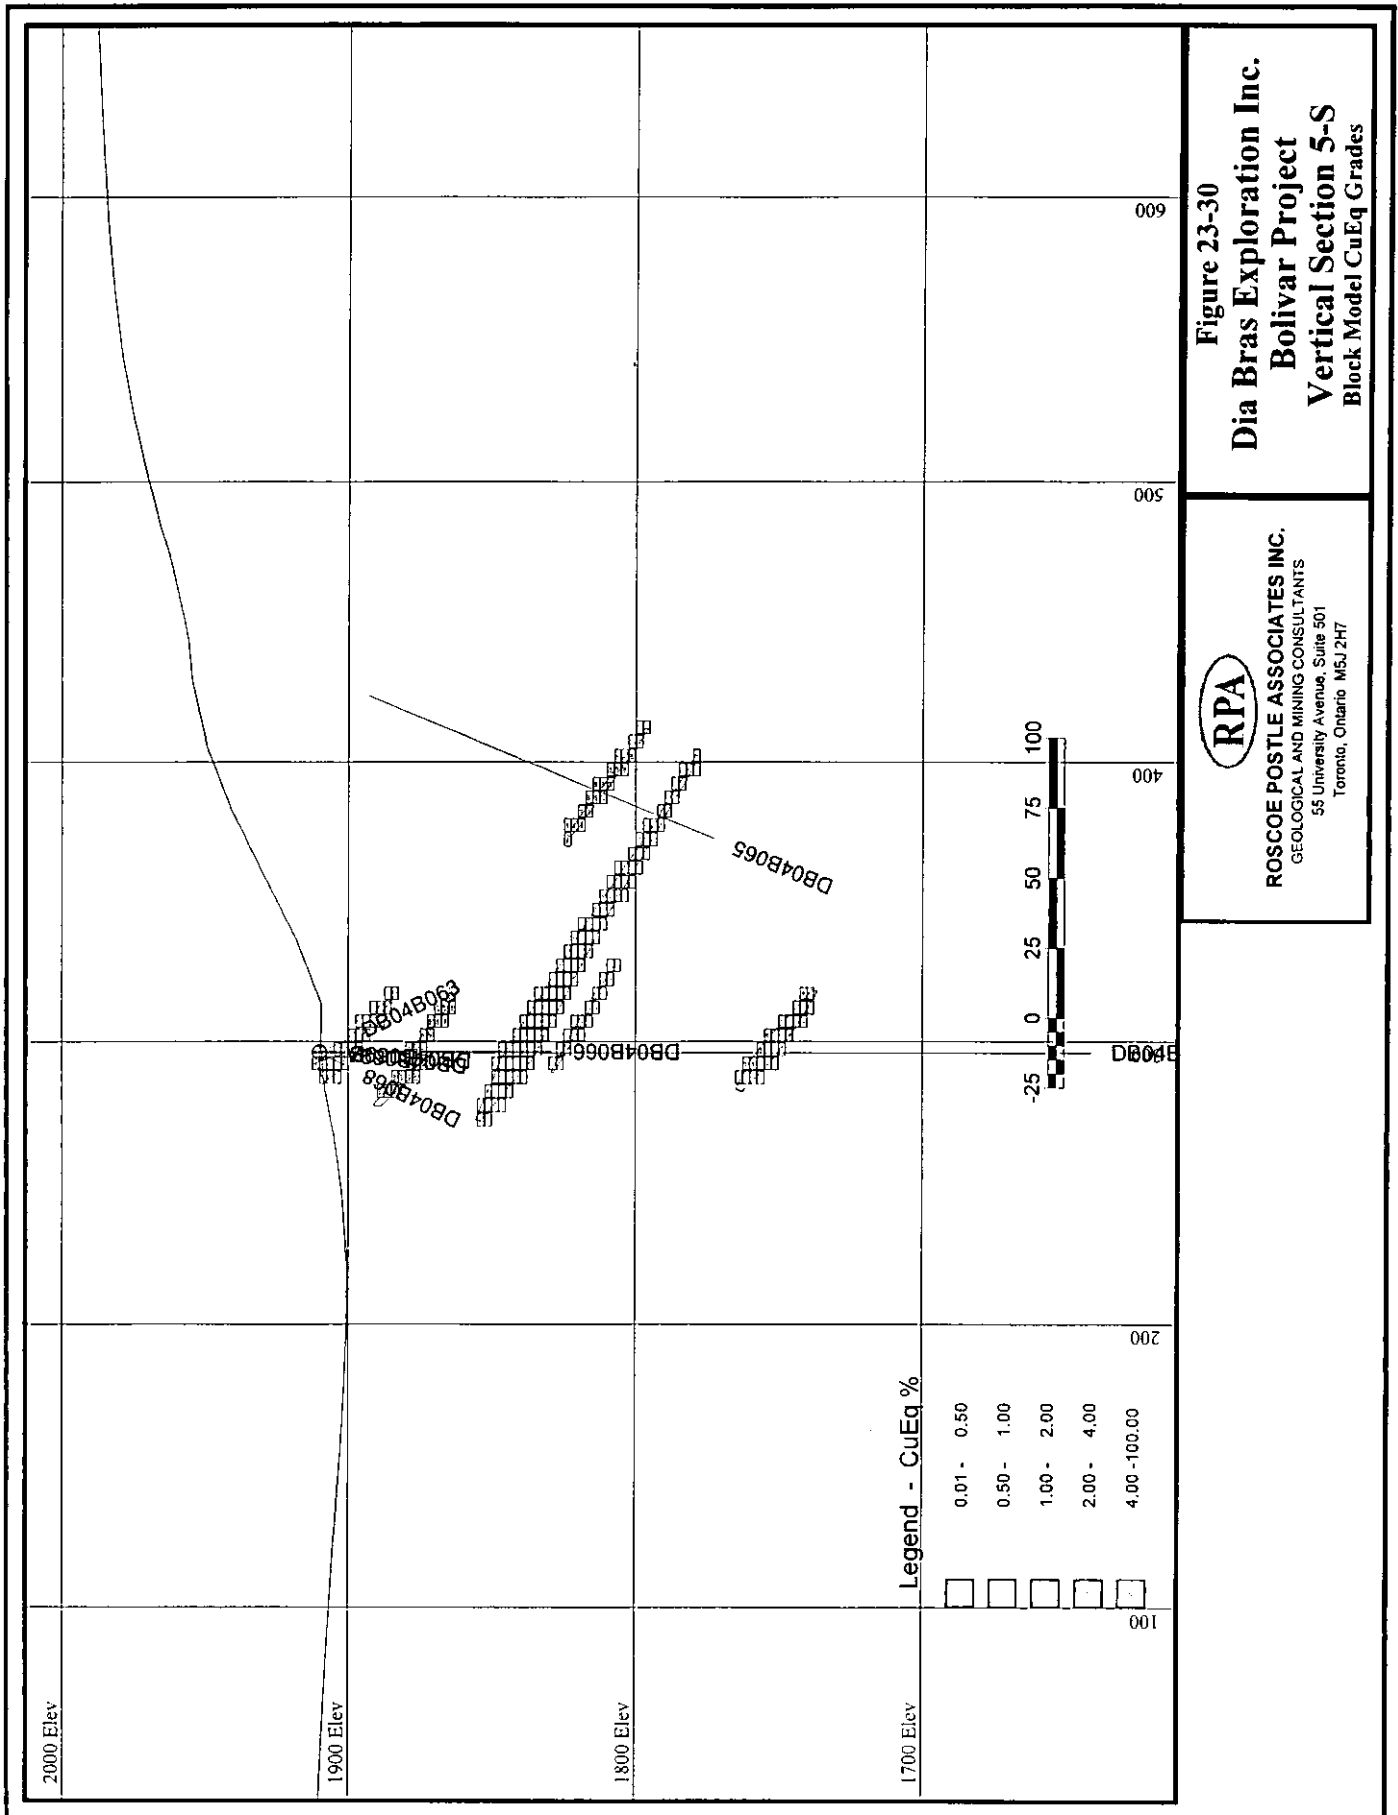 2000 Elev
1900 Elev
1800 Elev
1700 Elev
100
200
400
500
600
DB04B063
DB04B068
DB04B066
DB04B065
-25 0 25 50 75 100
Legend - CuEq %
0.01 - 0.50
0.50 - 1.00
1.00 - 2.00
2.00 - 4.00
4.00 -100.00
RPA
ROSCOE POSTLE ASSOCIATES INC.
GEOLOGICAL AND MINING CONSULTANTS
55 University Avenue, Suite 501
Toronto, Ontario M5J 2H7
Figure 23-30
Dia Bras Exploration Inc.
Bolivar Project
Vertical Section 5-S
Block Model CuEq Grades